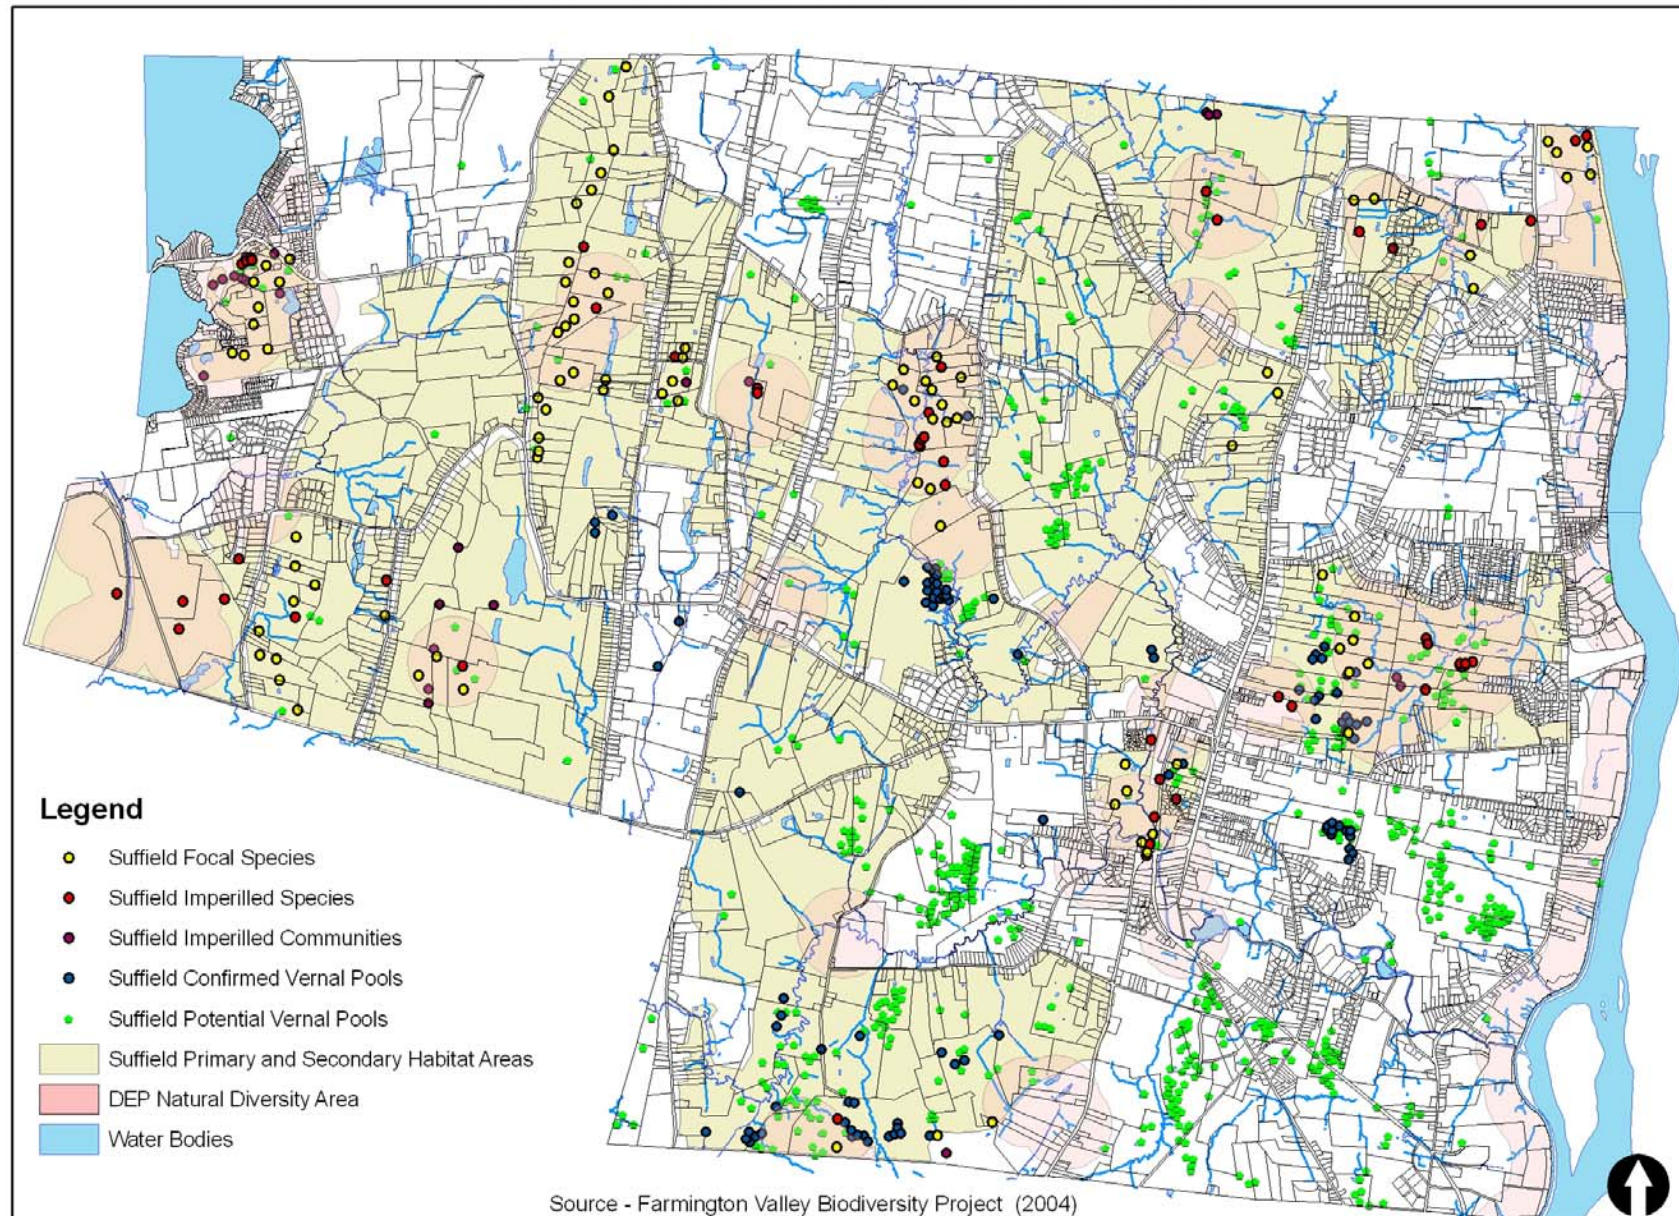 Legend
Suffield Focal Species
Suffield Imperilled Species
Suffield Imperilled Communities
Suffield Confirmed Vernal Pools
Suffield Potential Vernal Pools
Suffield Primary and Secondary Habitat Areas
DEP Natural Diversity Area
Water Bodies
Source - Farmington Valley Biodiversity Project (2004)